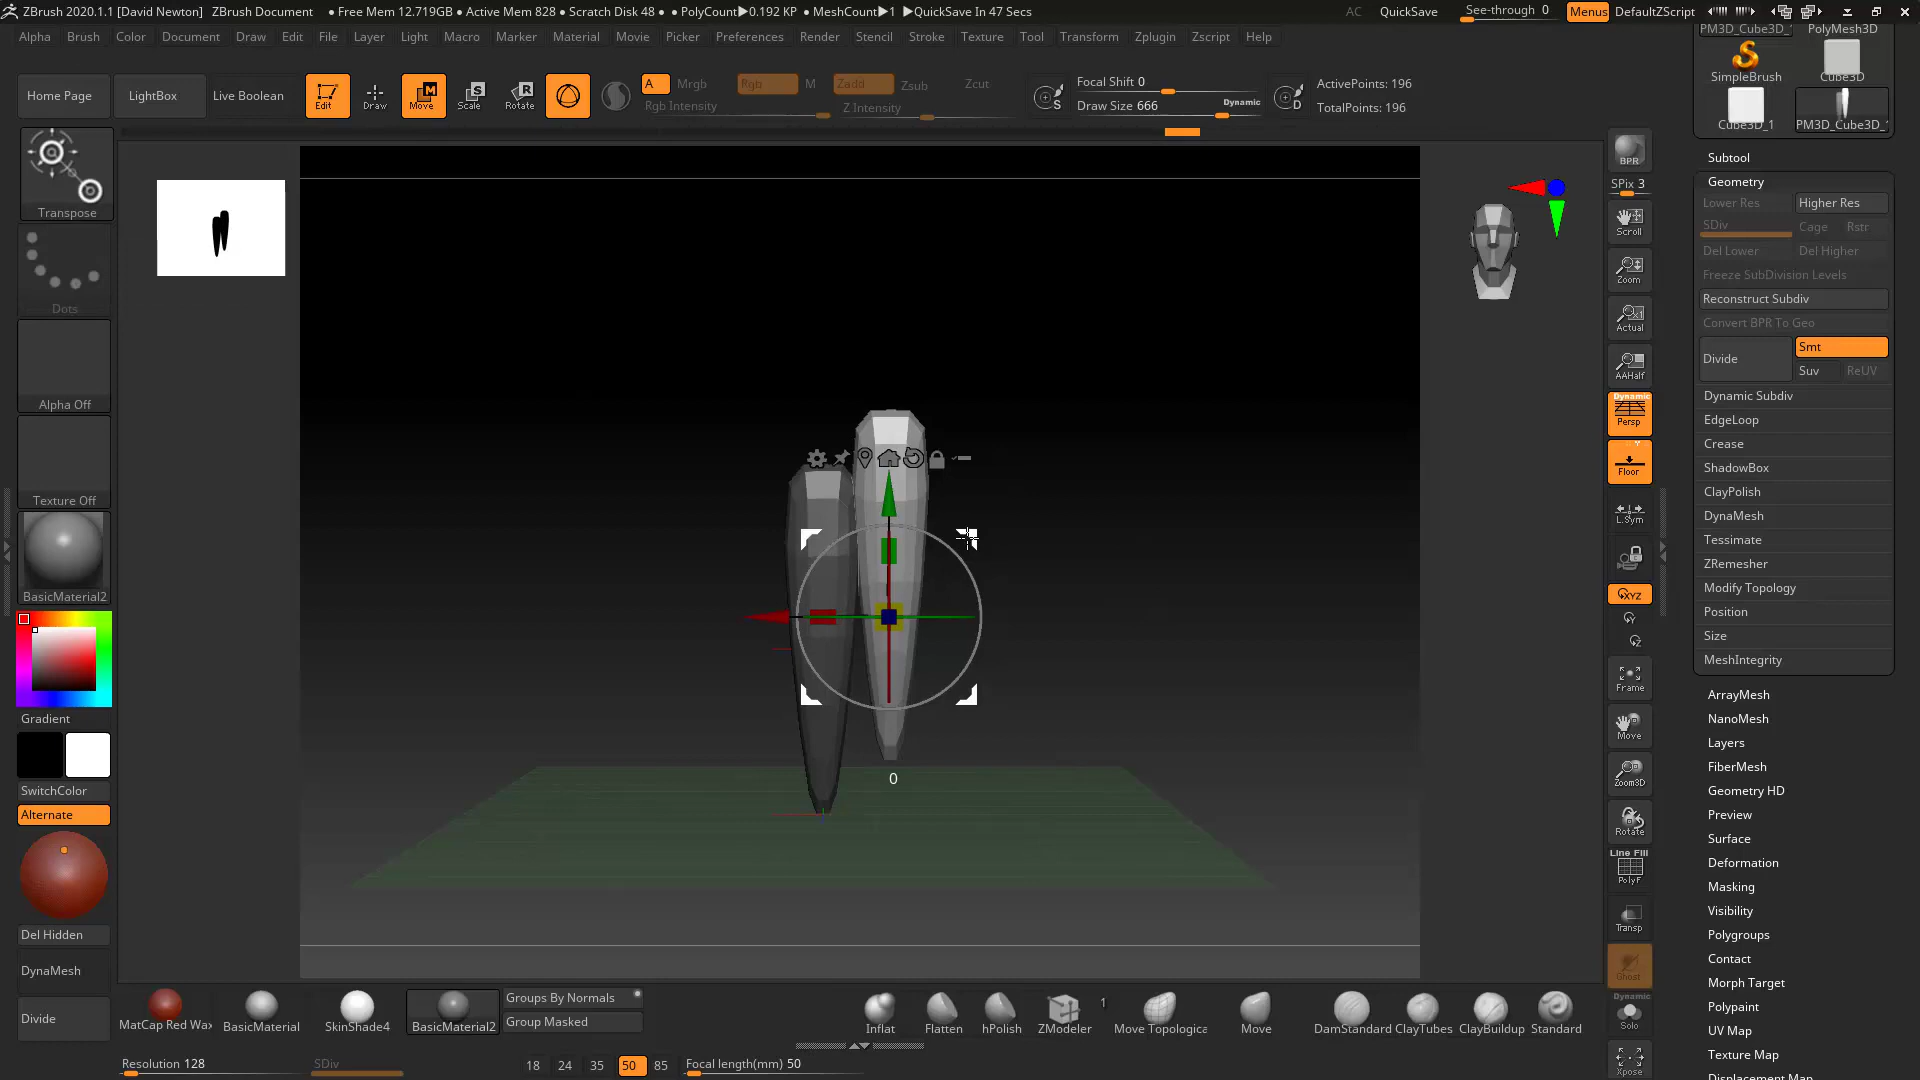 ZBrush 2020.1.1 [David Newton] ZBrush Document • Free Mem 12.719GB • Active Mem 828 • Scratch Disk 48 • PolyCount▶0.192 KP • MeshCount▶1 ▶QuickSave In 47 Secs AC QuickSave See-through 0 Menus DefaultZScript
Alpha Brush Color Document Draw Edit File Layer Light Macro Marker Material Movie Picker Preferences Render Stencil Stroke Texture Tool Transform Zplugin Zscript Help
Home Page LightBox Live Boolean Edit Draw Move Scale Rotate
A Mrgb Rgb M Zadd Zsub Zcut
Rgb Intensity Z Intensity
Focal Shift 0
Draw Size 666 Dynamic
ActivePoints: 196
TotalPoints: 196
PM3D_Cube3D_ PolyMesh3D
SimpleBrush Cube3D
Cube3D_1 PM3D_Cube3D_
Transpose
Dots
Alpha Off
Texture Off
BasicMaterial2
Gradient
SwitchColor
Alternate
Del Hidden
DynaMesh
Divide
0
BPR
SPix 3
Scroll
Zoom
Actual
AAHalf
Dynamic
Persp
Floor
L.Sym
XYZ
Y
Z
Frame
Move
Zoom3D
Rotate
Line Fill
PolyF
Transp
Ghost
Dynamic
Solo
Xpose
Subtool
Geometry
Lower Res Higher Res
SDiv Cage Rstr
Del Lower Del Higher
Freeze SubDivision Levels
Reconstruct Subdiv
Convert BPR To Geo
Divide Smt
Suv ReUV
Dynamic Subdiv
EdgeLoop
Crease
ShadowBox
ClayPolish
DynaMesh
Tessimate
ZRemesher
Modify Topology
Position
Size
MeshIntegrity
ArrayMesh
NanoMesh
Layers
FiberMesh
Geometry HD
Preview
Surface
Deformation
Masking
Visibility
Polygroups
Contact
Morph Target
Polypaint
UV Map
Texture Map
Displacement Map
MatCap Red Wax BasicMaterial SkinShade4 BasicMaterial2
Groups By Normals
Group Masked
Inflat Flatten hPolish ZModeler 1 Move Topologica Move DamStandard ClayTubes ClayBuildup Standard
Resolution 128 SDiv 18 24 35 50 85 Focal length(mm) 50